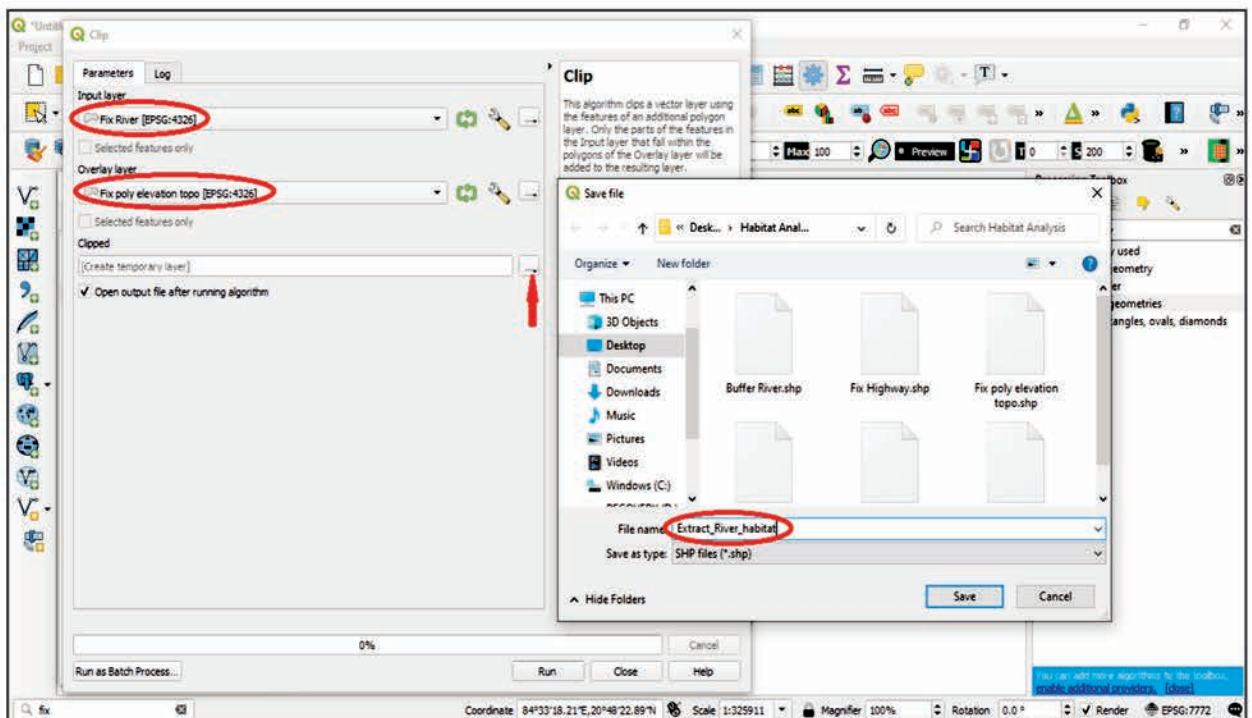 "Untitl
Project
Clip
Parameters Log
Input layer
Fix River [EPSG:4326]
Selected features only
Overlay layer
Fix poly elevation topo [EPSG:4326]
Selected features only
Clipped
[Create temporary layer]
Open output file after running algorithm
0%
Cancel
Run as Batch Process...
Run
Close
Help
Clip
This algorithm clips a vector layer using
the features of an additional polygon
layer. Only the parts of the features in
the Input layer that fall within the
polygons of the Overlay layer will be
added to the resulting layer.
abc abc
Max 100 Preview 0 S 200
Save file
« Desk... › Habitat Anal...
Search Habitat Analysis
Organize New folder
This PC
3D Objects
Desktop
Documents
Downloads
Music
Pictures
Videos
Windows (C:)
Buffer River.shp
Fix Highway.shp
Fix poly elevation
topo.shp
File name: Extract_River_habitat
Save as type: SHP files (*.shp)
Hide Folders
Save
Cancel
box
y used
eometry
er
geometries
tangles, ovals, diamonds
You can add more algorithms to the toolbox,
enable additional providers. [close]
fix
Coordinate 84°33'18.21"E,20°48'22.89"N Scale 1:325911 Magnifier 100% Rotation 0.0 ° Render EPSG:7772